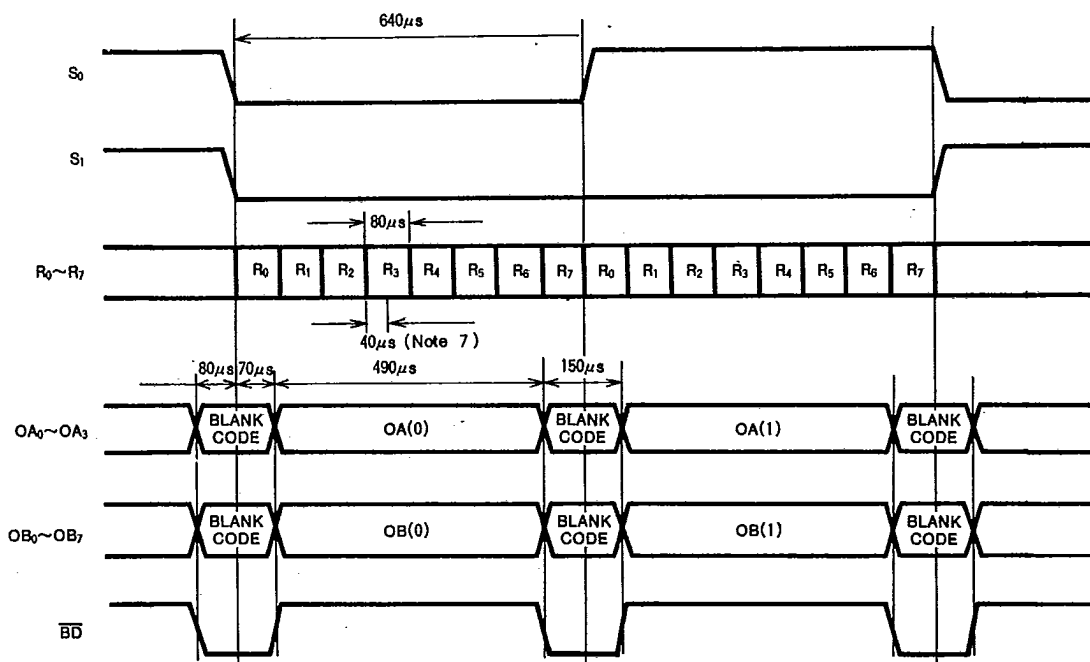 640μs
S₀
S₁
80μs
R₀~R₇ R₀ R₁ R₂ R₃ R₄ R₅ R₆ R₇ R₀ R₁ R₂ R₃ R₄ R₅ R₆ R₇
40μs (Note 7)
80μs 70μs 490μs 150μs
OA₀~OA₃ BLANK CODE OA(0) BLANK CODE OA(1) BLANK CODE
OB₀~OB₇ BLANK CODE OB(0) BLANK CODE OB(1) BLANK CODE
B̅D̅